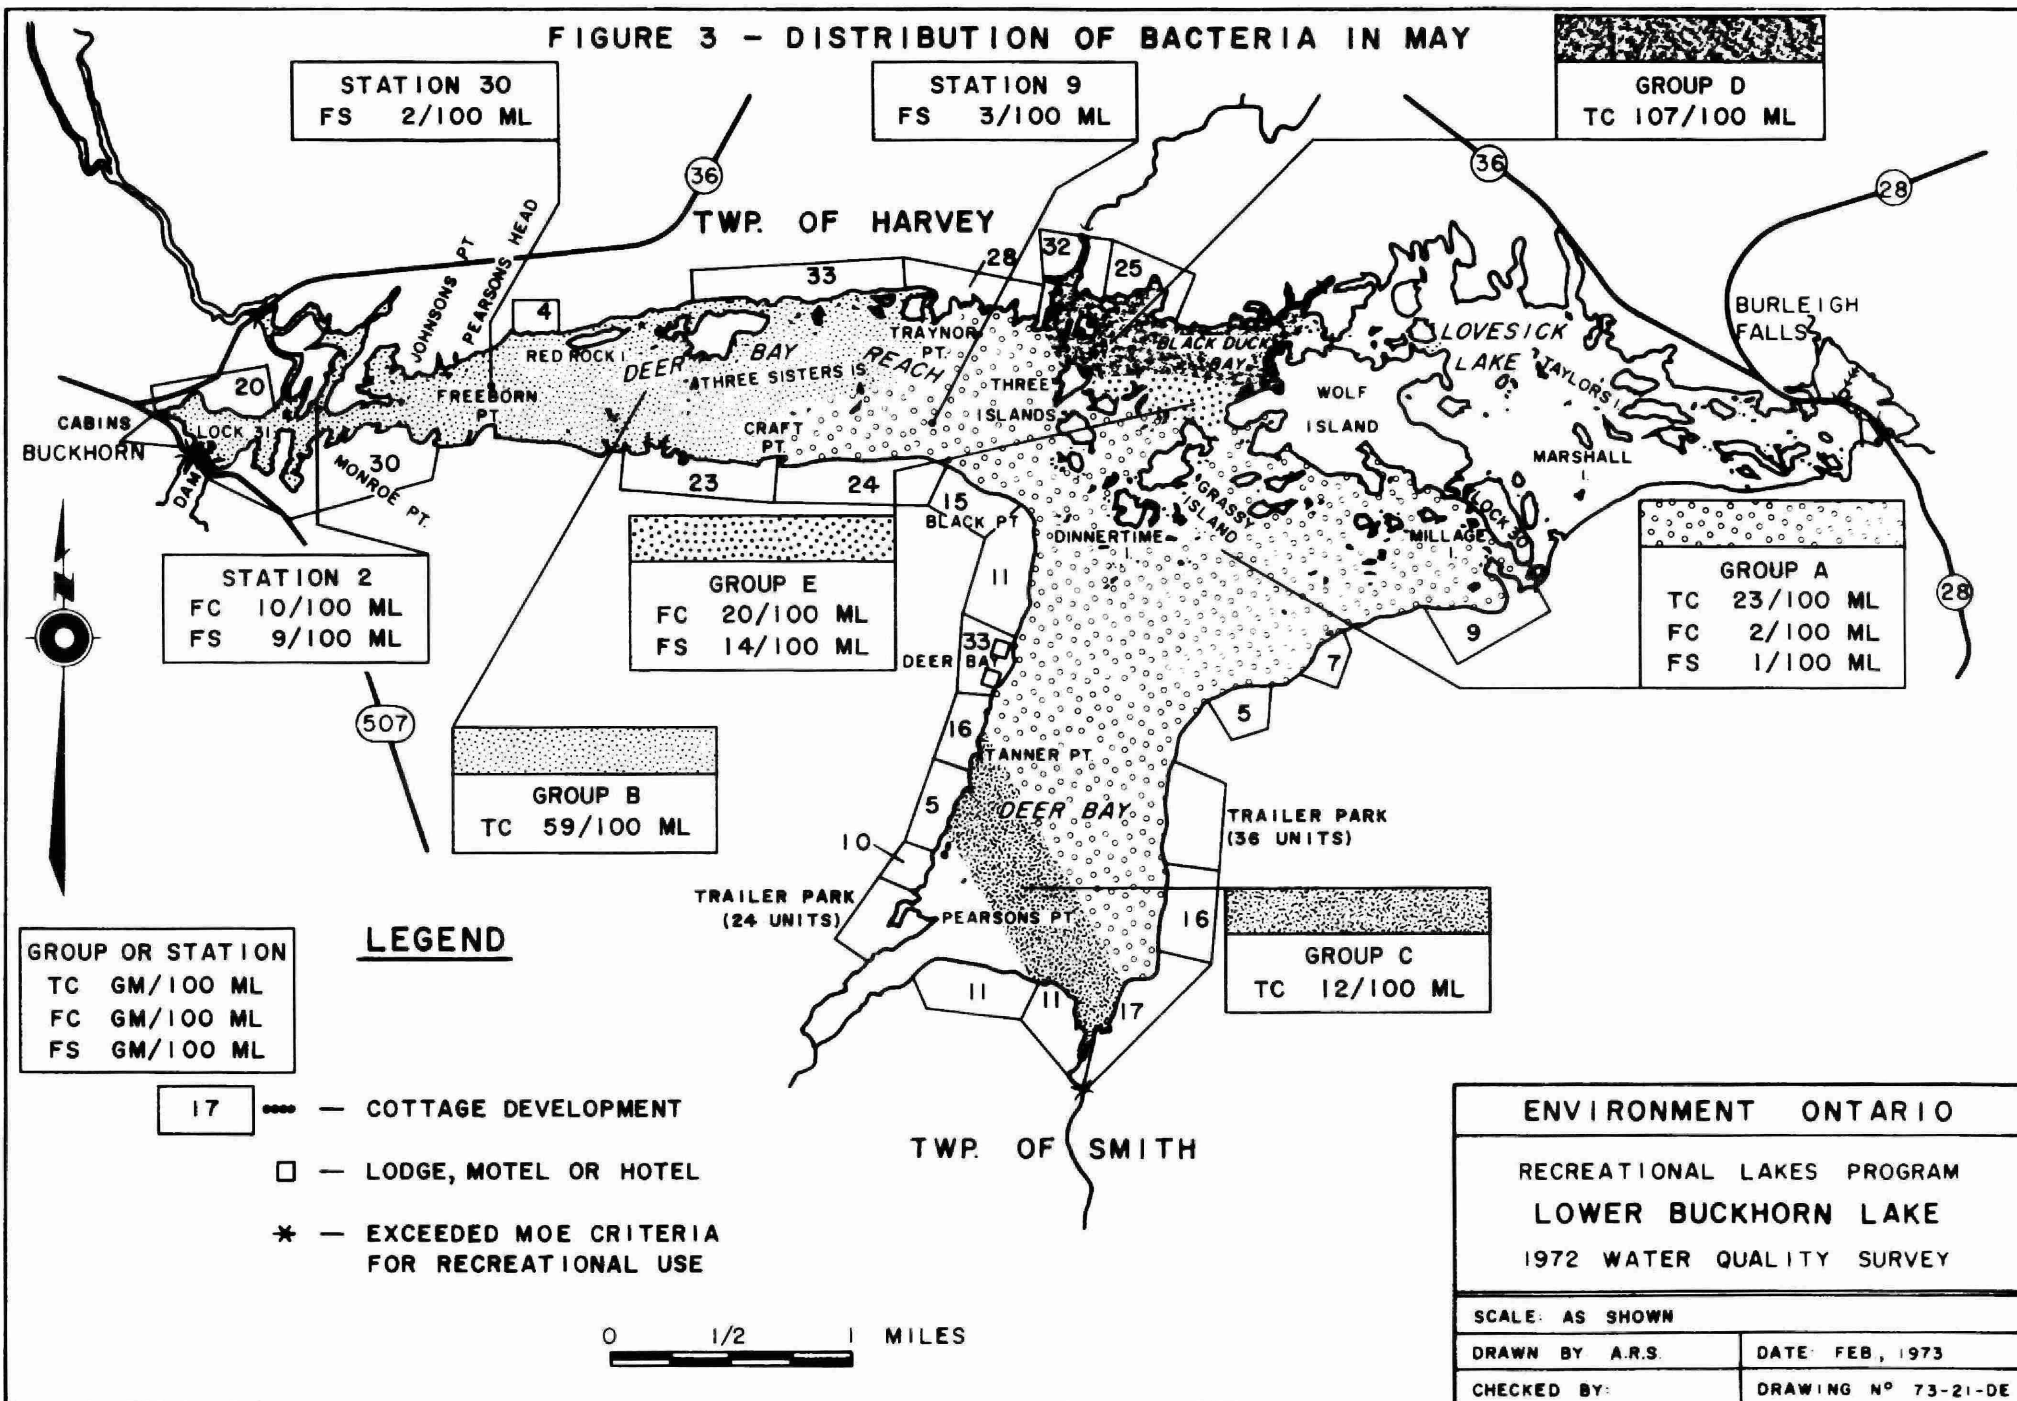 FIGURE 3 - DISTRIBUTION OF BACTERIA IN MAY
STATION 30
FS 2/100 ML
STATION 9
FS 3/100 ML
GROUP D
TC 107/100 ML
36
36
28
TWP. OF HARVEY
JOHNSONS PT
PEARSONS HEAD
33
28
32
25
4
20
CABINS
BUCKHORN
LOCK 31
DAM
30
MONROE PT.
FREEBORN
PT.
RED ROCK I
DEER BAY REACH
THREE SISTERS IS
TRAYNOR
PT.
CRAFT
PT.
THREE
ISLANDS
BLACK DUCK
BAY
WOLF
ISLAND
LOVESICK
LAKE
TAYLORS I
BURLEIGH
FALLS
MARSHALL
I.
LOCK 30
MILLAGE
I.
GRASSY
ISLAND
DINNERTIME
I.
23
24
15
BLACK PT
11
33
DEER BAY
16
TANNER PT.
5
10
DEER BAY
TRAILER PARK
(24 UNITS)
PEARSONS PT
11
11
17
16
TRAILER PARK
(36 UNITS)
5
7
9
28
507
STATION 2
FC 10/100 ML
FS 9/100 ML
GROUP E
FC 20/100 ML
FS 14/100 ML
GROUP A
TC 23/100 ML
FC 2/100 ML
FS 1/100 ML
GROUP B
TC 59/100 ML
GROUP C
TC 12/100 ML
N
LEGEND
GROUP OR STATION
TC GM/100 ML
FC GM/100 ML
FS GM/100 ML
17 — COTTAGE DEVELOPMENT
— LODGE, MOTEL OR HOTEL
* — EXCEEDED MOE CRITERIA
FOR RECREATIONAL USE
TWP. OF SMITH
0 1/2 1 MILES
ENVIRONMENT ONTARIO
RECREATIONAL LAKES PROGRAM
LOWER BUCKHORN LAKE
1972 WATER QUALITY SURVEY
SCALE: AS SHOWN
DRAWN BY A.R.S.
DATE: FEB, 1973
CHECKED BY:
DRAWING Nº 73-21-DE